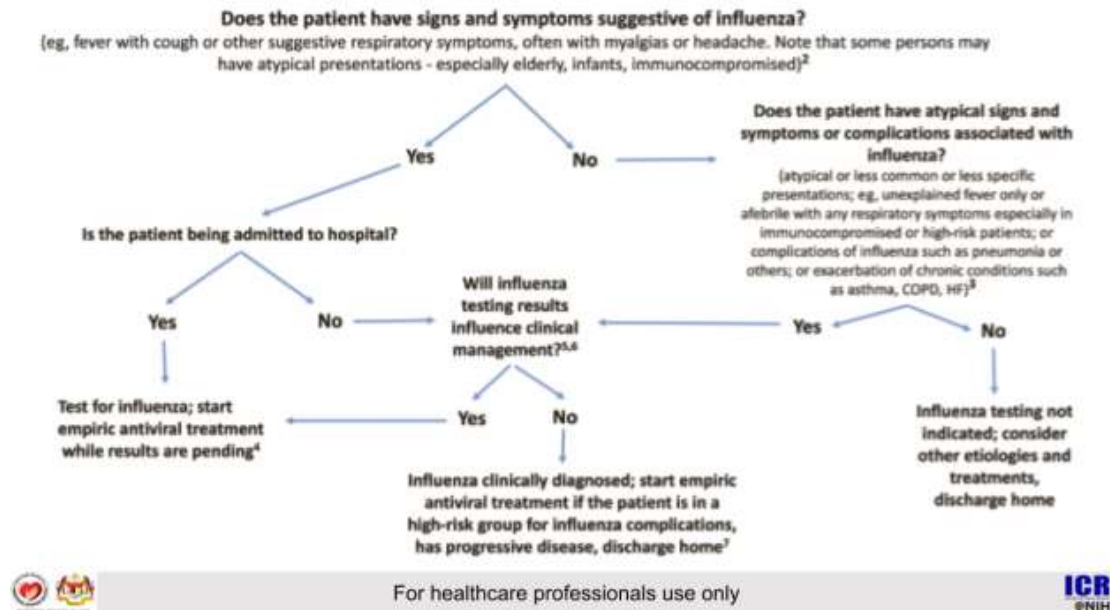 Does the patient have signs and symptoms suggestive of influenza?
(eg, fever with cough or other suggestive respiratory symptoms, often with myalgias or headache. Note that some persons may
have atypical presentations - especially elderly, infants, immunocompromised)²
Yes
No
Does the patient have atypical signs and
symptoms or complications associated with
influenza?
(atypical or less common or less specific
presentations; eg, unexplained fever only or
afebrile with any respiratory symptoms especially in
immunocompromised or high-risk patients; or
complications of influenza such as pneumonia or
others; or exacerbation of chronic conditions such
as asthma, COPD, HF)³
Is the patient being admitted to hospital?
Yes
No
Will influenza
testing results
influence clinical
management?⁵,⁶
Yes
No
Test for influenza; start
empiric antiviral treatment
while results are pending⁴
Yes
No
Influenza testing not
indicated; consider
other etiologies and
treatments,
discharge home
Influenza clinically diagnosed; start empiric
antiviral treatment if the patient is in a
high-risk group for influenza complications,
has progressive disease, discharge home⁷
For healthcare professionals use only
ICR
@NIH